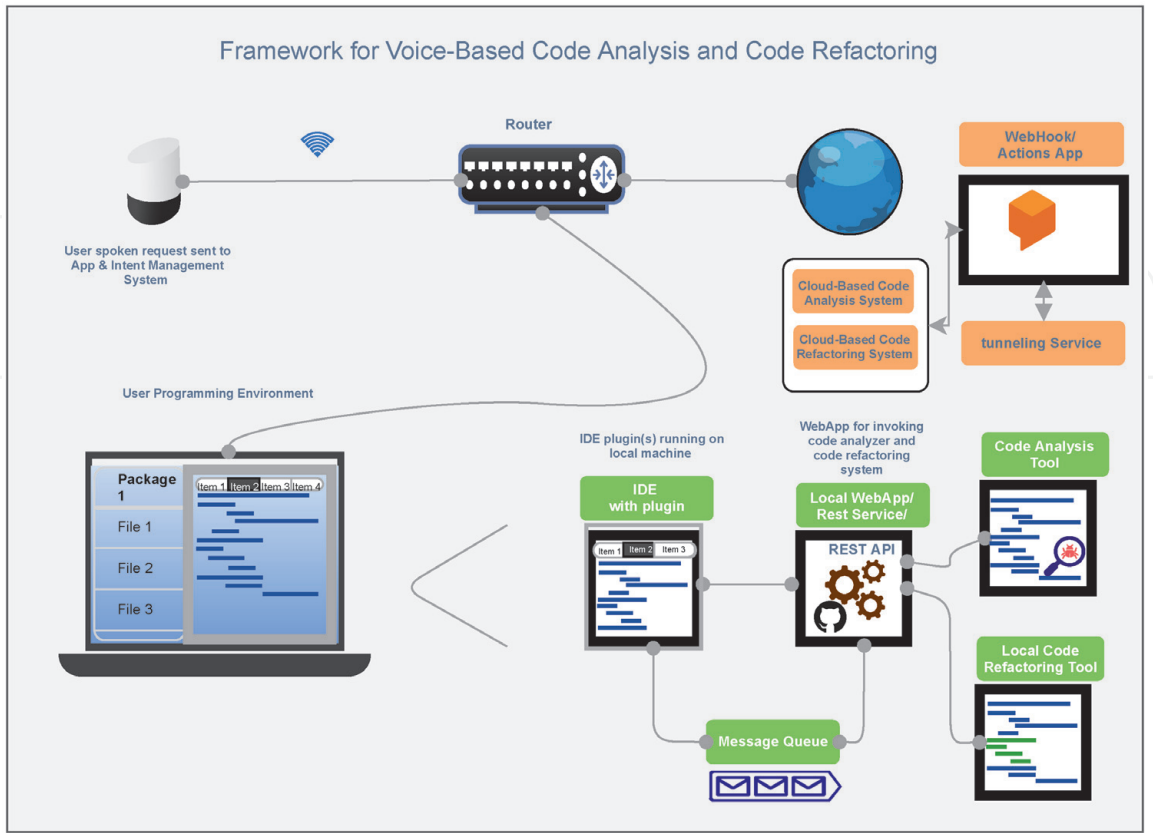 Framework for Voice-Based Code Analysis and Code Refactoring
Router
WebHook/
Actions App
User spoken request sent to
App & Intent Management
System
Cloud-Based Code
Analysis System
Cloud-Based Code
Refactoring System
tunneling Service
User Programming Environment
Package
1
File 1
File 2
File 3
Item 1
Item 2
Item 3
Item 4
IDE plugin(s) running on
local machine
IDE
with plugin
Item 1
Item 2
Item 3
WebApp for invoking
code analyzer and
code refactoring
system
Local WebApp/
Rest Service/
REST API
Code Analysis
Tool
Local Code
Refactoring Tool
Message Queue